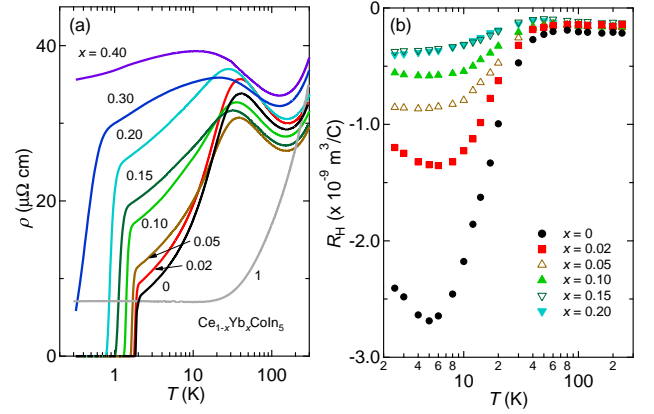 (a)
x = 0.40
0.30
0.20
0.15
0.10
0.05
0.02
0
1
Ce1-xYbxCoIn5
40
20
0
ρ (μΩ cm)
1
10
100
T (K)
(b)
-0
-1.0
-2.0
-3.0
RH (x 10-9 m3/C)
x = 0
x = 0.02
x = 0.05
x = 0.10
x = 0.15
x = 0.20
2 4 6 8 10 2 4 6 8 100 2
T (K)